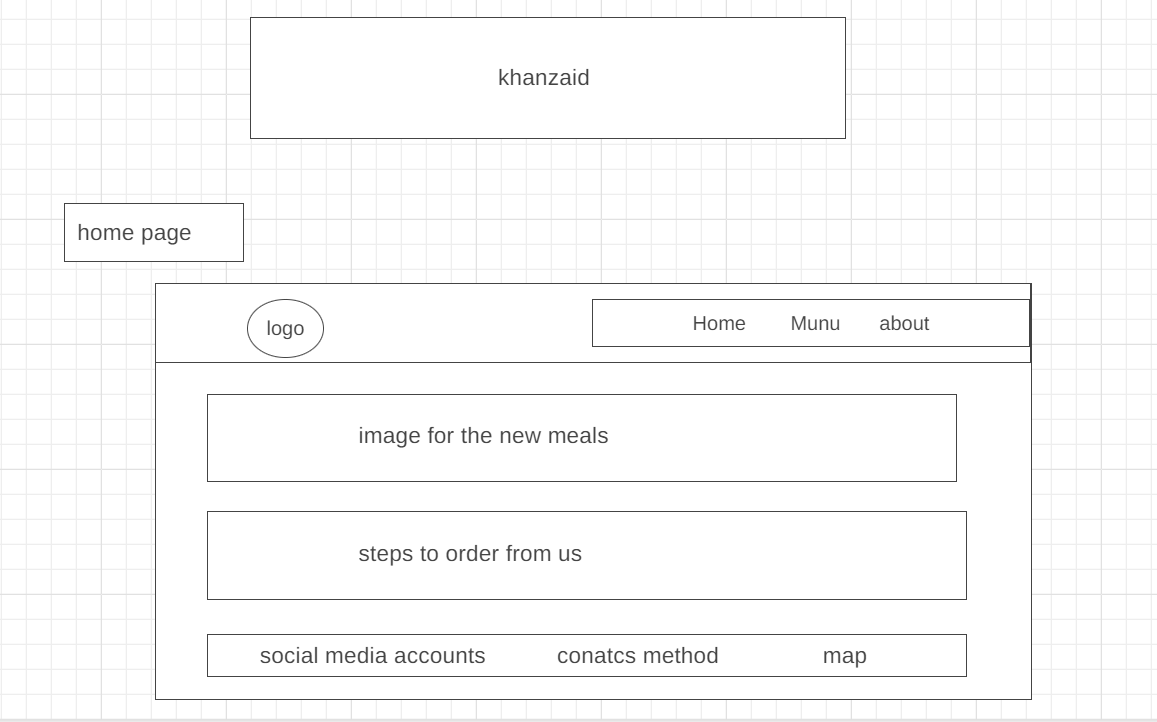 khanzaid
home page
logo
Home Munu about
image for the new meals
steps to order from us
social media accounts conatcs method map